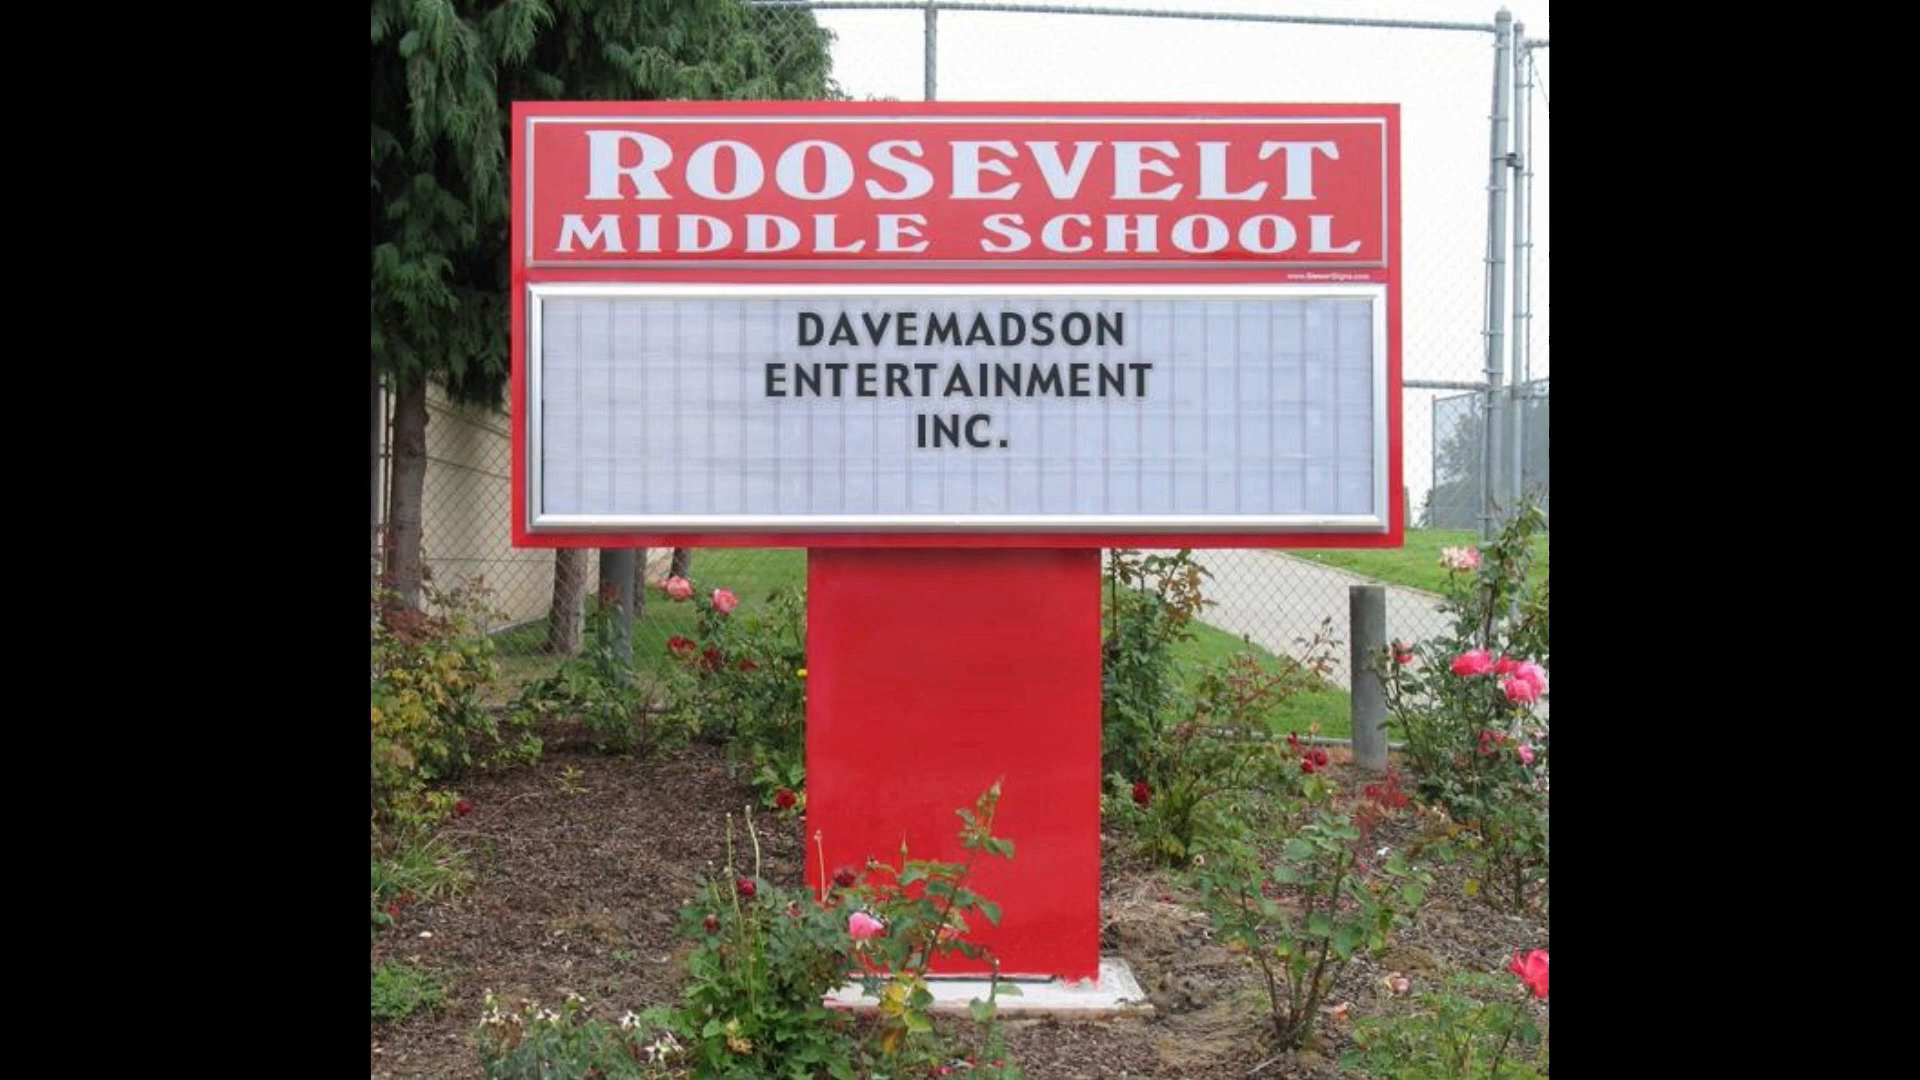 ROOSEVELT
MIDDLE SCHOOL
DAVEMADSON
ENTERTAINMENT
INC.